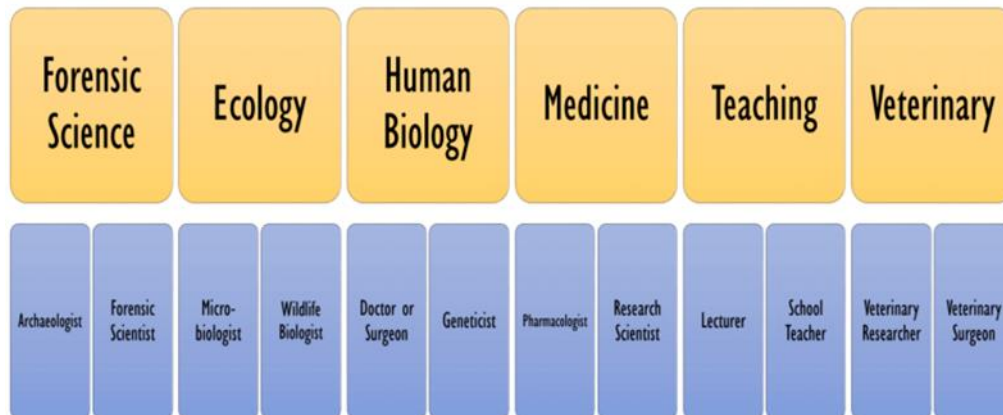 Forensic
Science
Ecology
Human
Biology
Medicine
Teaching
Veterinary
Archaeologist
Forensic
Scientist
Micro-
biologist
Wildlife
Biologist
Doctor or
Surgeon
Geneticist
Pharmacologist
Research
Scientist
Lecturer
School
Teacher
Veterinary
Researcher
Veterinary
Surgeon